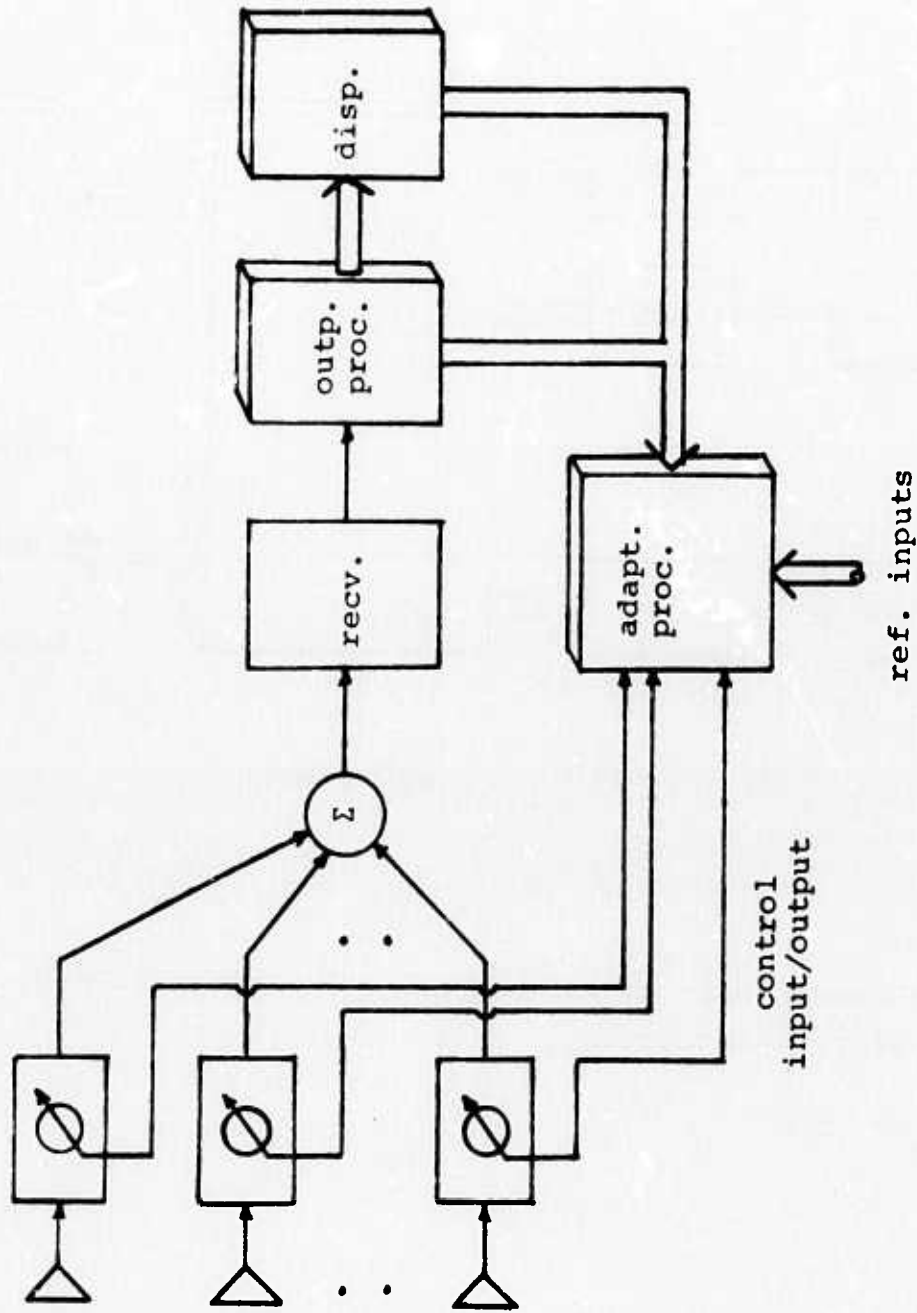 disp.
outp.
proc.
recv.
Σ
adapt.
proc.
control
input/output
ref. inputs